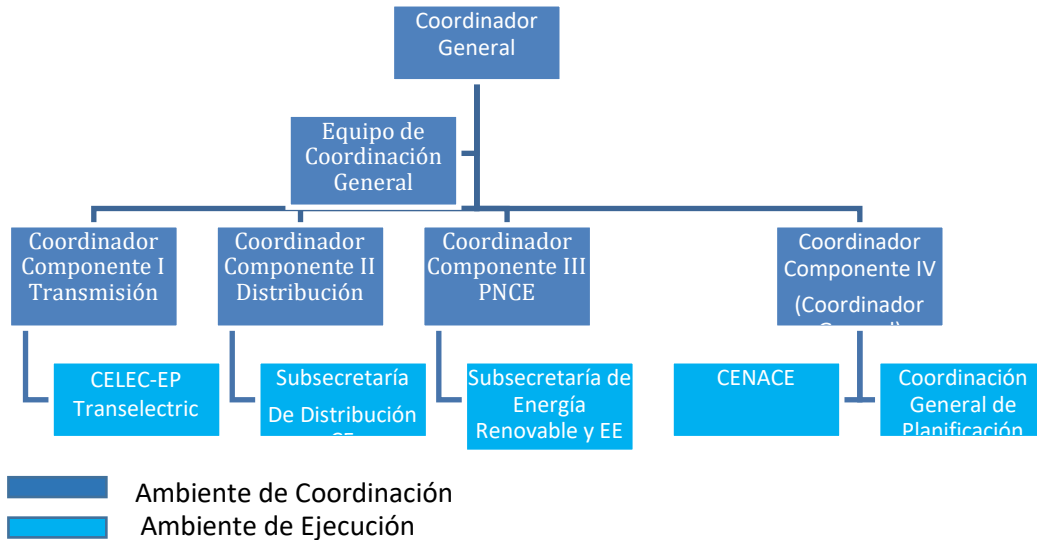 Coordinador
General
Equipo de
Coordinación
General
Coordinador
Componente I
Transmisión
Coordinador
Componente II
Distribución
Coordinador
Componente III
PNCE
Coordinador
Componente IV
(Coordinador
CELEC-EP
Transelectric
Subsecretaría
De Distribución
Subsecretaría de
Energía
Renovable y EE
CENACE
Coordinación
General de
Planificación
Ambiente de Coordinación
Ambiente de Ejecución